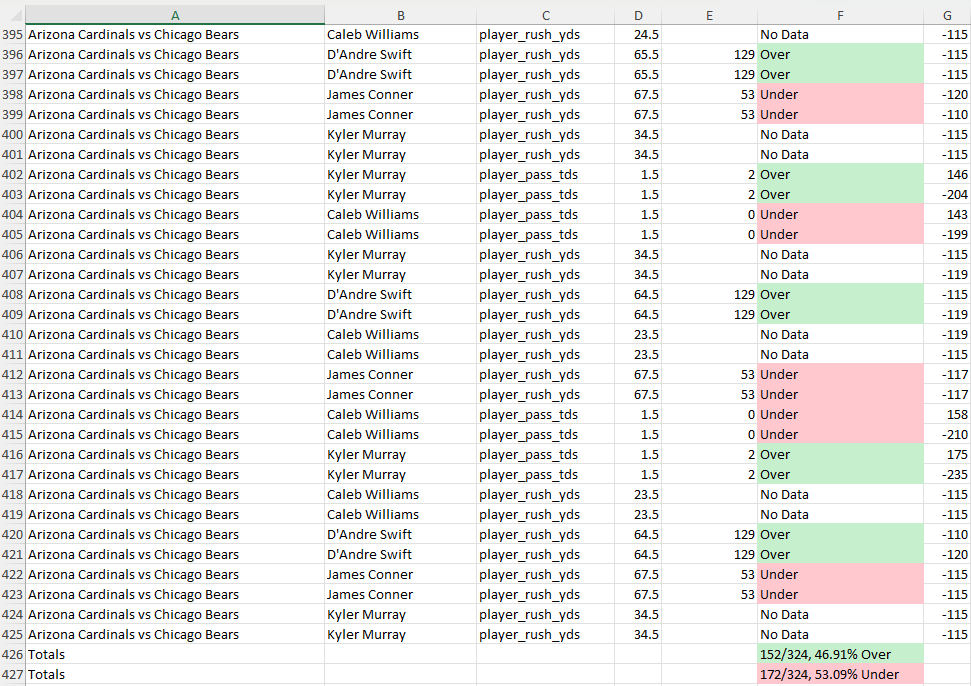 A B C D E F G
395 Arizona Cardinals vs Chicago Bears Caleb Williams player_rush_yds 24.5 No Data -115
396 Arizona Cardinals vs Chicago Bears D'Andre Swift player_rush_yds 65.5 129 Over -115
397 Arizona Cardinals vs Chicago Bears D'Andre Swift player_rush_yds 65.5 129 Over -115
398 Arizona Cardinals vs Chicago Bears James Conner player_rush_yds 67.5 53 Under -120
399 Arizona Cardinals vs Chicago Bears James Conner player_rush_yds 67.5 53 Under -110
400 Arizona Cardinals vs Chicago Bears Kyler Murray player_rush_yds 34.5 No Data -115
401 Arizona Cardinals vs Chicago Bears Kyler Murray player_rush_yds 34.5 No Data -115
402 Arizona Cardinals vs Chicago Bears Kyler Murray player_pass_tds 1.5 2 Over 146
403 Arizona Cardinals vs Chicago Bears Kyler Murray player_pass_tds 1.5 2 Over -204
404 Arizona Cardinals vs Chicago Bears Caleb Williams player_pass_tds 1.5 0 Under 143
405 Arizona Cardinals vs Chicago Bears Caleb Williams player_pass_tds 1.5 0 Under -199
406 Arizona Cardinals vs Chicago Bears Kyler Murray player_rush_yds 34.5 No Data -115
407 Arizona Cardinals vs Chicago Bears Kyler Murray player_rush_yds 34.5 No Data -119
408 Arizona Cardinals vs Chicago Bears D'Andre Swift player_rush_yds 64.5 129 Over -115
409 Arizona Cardinals vs Chicago Bears D'Andre Swift player_rush_yds 64.5 129 Over -119
410 Arizona Cardinals vs Chicago Bears Caleb Williams player_rush_yds 23.5 No Data -119
411 Arizona Cardinals vs Chicago Bears Caleb Williams player_rush_yds 23.5 No Data -115
412 Arizona Cardinals vs Chicago Bears James Conner player_rush_yds 67.5 53 Under -117
413 Arizona Cardinals vs Chicago Bears James Conner player_rush_yds 67.5 53 Under -117
414 Arizona Cardinals vs Chicago Bears Caleb Williams player_pass_tds 1.5 0 Under 158
415 Arizona Cardinals vs Chicago Bears Caleb Williams player_pass_tds 1.5 0 Under -210
416 Arizona Cardinals vs Chicago Bears Kyler Murray player_pass_tds 1.5 2 Over 175
417 Arizona Cardinals vs Chicago Bears Kyler Murray player_pass_tds 1.5 2 Over -235
418 Arizona Cardinals vs Chicago Bears Caleb Williams player_rush_yds 23.5 No Data -115
419 Arizona Cardinals vs Chicago Bears Caleb Williams player_rush_yds 23.5 No Data -115
420 Arizona Cardinals vs Chicago Bears D'Andre Swift player_rush_yds 64.5 129 Over -110
421 Arizona Cardinals vs Chicago Bears D'Andre Swift player_rush_yds 64.5 129 Over -120
422 Arizona Cardinals vs Chicago Bears James Conner player_rush_yds 67.5 53 Under -115
423 Arizona Cardinals vs Chicago Bears James Conner player_rush_yds 67.5 53 Under -115
424 Arizona Cardinals vs Chicago Bears Kyler Murray player_rush_yds 34.5 No Data -115
425 Arizona Cardinals vs Chicago Bears Kyler Murray player_rush_yds 34.5 No Data -115
426 Totals 152/324, 46.91% Over
427 Totals 172/324, 53.09% Under